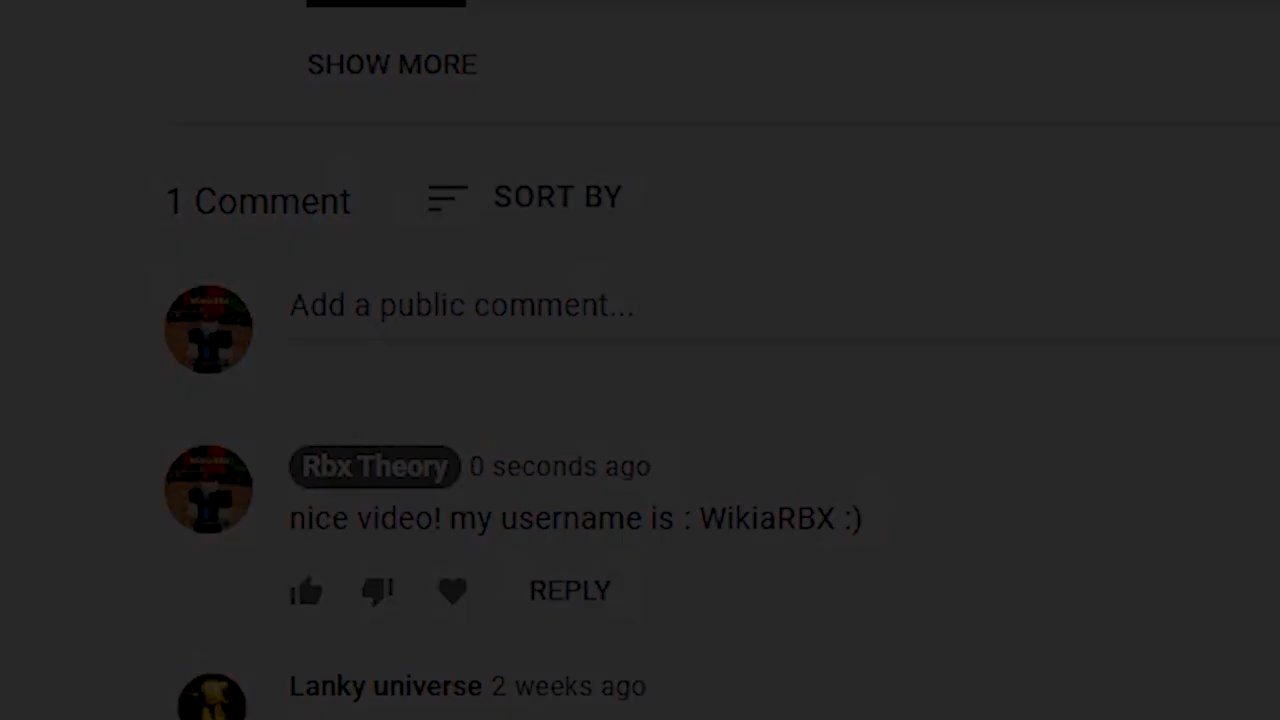 SHOW MORE
1 Comment
SORT BY
Add a public comment...
Rbx Theory 0 seconds ago
nice video! my username is : WikiaRBX :)
REPLY
Lanky universe 2 weeks ago